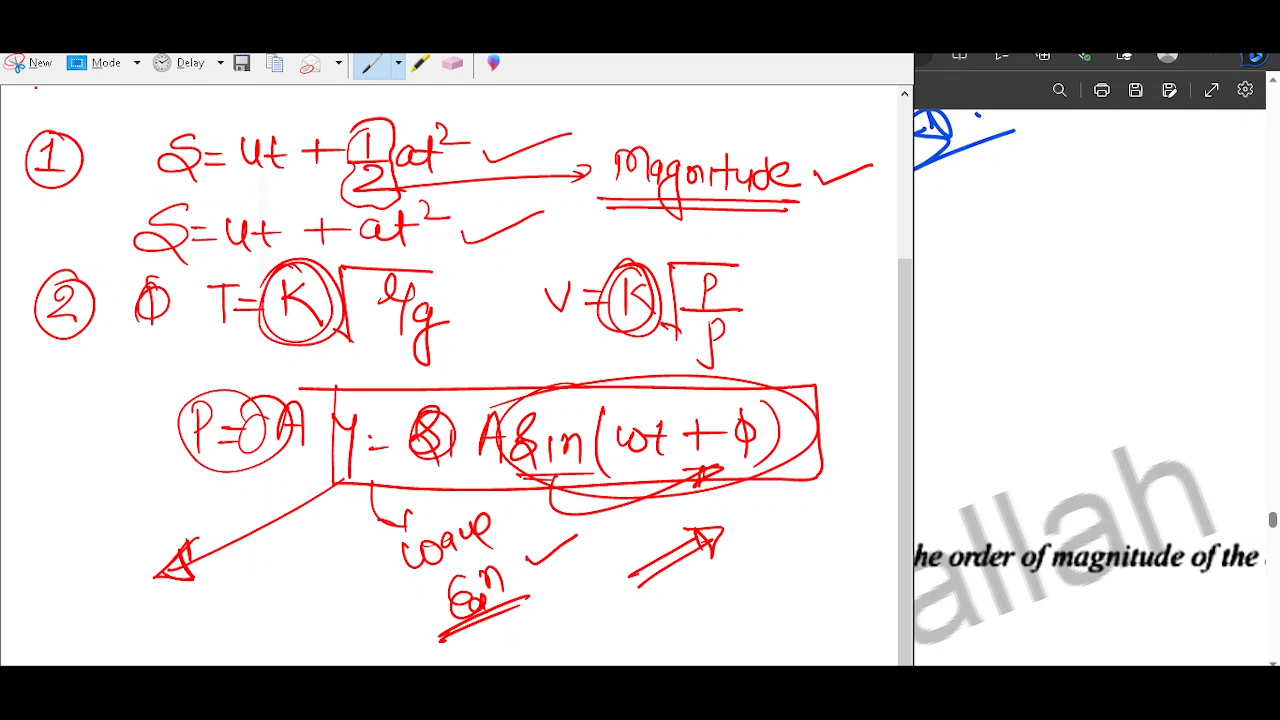 New Mode Delay
① S = ut + 1/2 at² ✓ → Magnitude ✓
S = ut + at² ✓
② T = K √l/g V = K √P/ρ
Y = A sin(ωt + ϕ)
wave
Eqⁿ ✓
he order of magnitude of the
allah